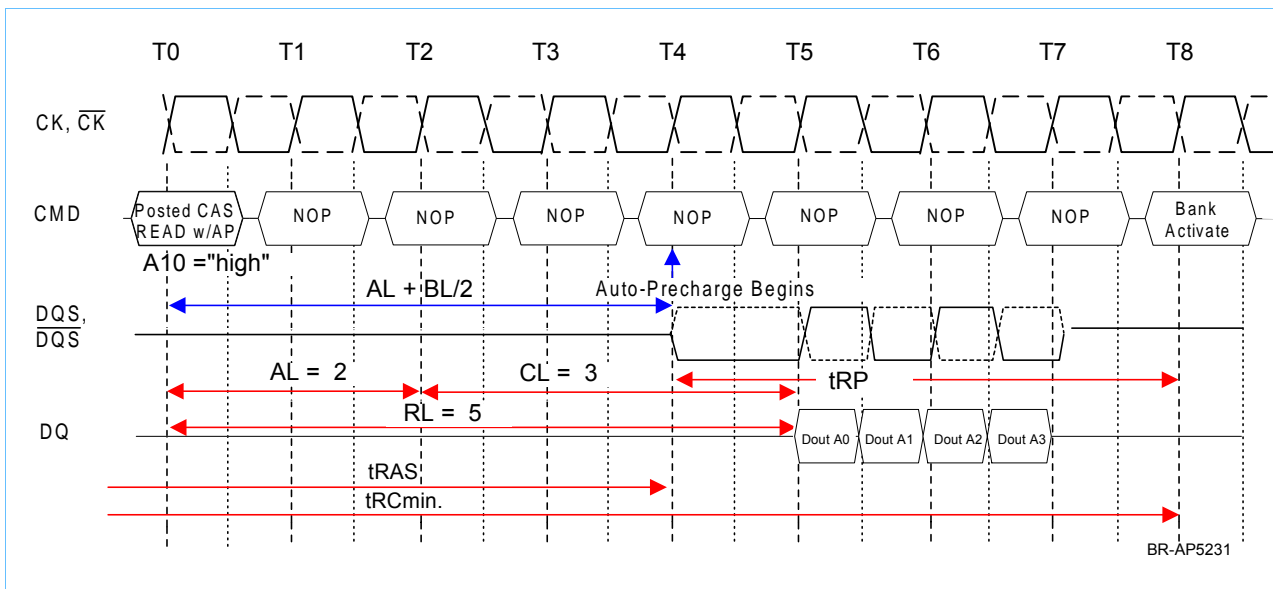 T0 T1 T2 T3 T4 T5 T6 T7 T8
CK, CK
CMD
Posted CAS
READ w/AP
NOP NOP NOP NOP NOP NOP NOP
Bank
Activate
A10 ="high"
AL + BL/2
Auto-Precharge Begins
DQS,
DQS
AL = 2
CL = 3
tRP
RL = 5
DQ
Dout A0 Dout A1 Dout A2 Dout A3
tRAS
tRCmin.
BR-AP5231